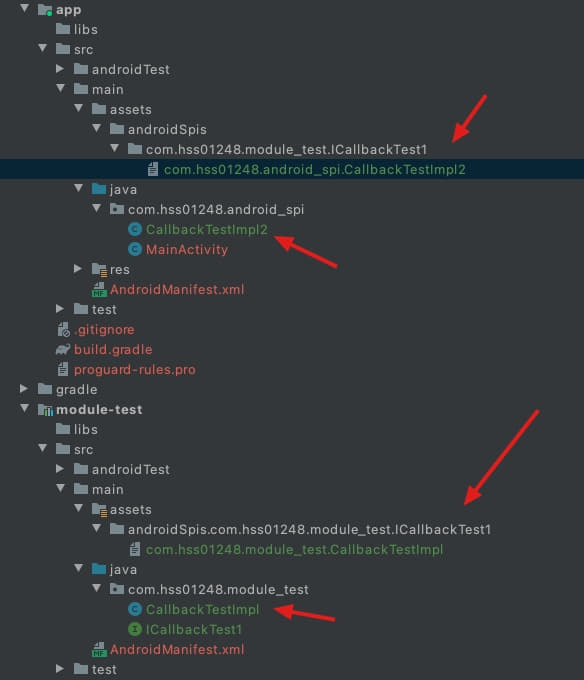 app
libs
src
androidTest
main
assets
androidSpis
com.hss01248.module_test.ICallbackTest1
com.hss01248.android_spi.CallbackTestImpl2
java
com.hss01248.android_spi
CallbackTestImpl2
MainActivity
res
AndroidManifest.xml
test
.gitignore
build.gradle
proguard-rules.pro
gradle
module-test
libs
src
androidTest
main
assets
androidSpis.com.hss01248.module_test.ICallbackTest1
com.hss01248.module_test.CallbackTestImpl
java
com.hss01248.module_test
CallbackTestImpl
ICallbackTest1
AndroidManifest.xml
test